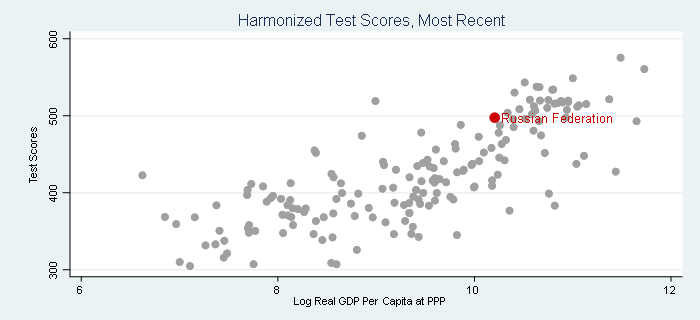 Harmonized Test Scores, Most Recent
600
500
400
300
Test Scores
Russian Federation
6
8
10
12
Log Real GDP Per Capita at PPP